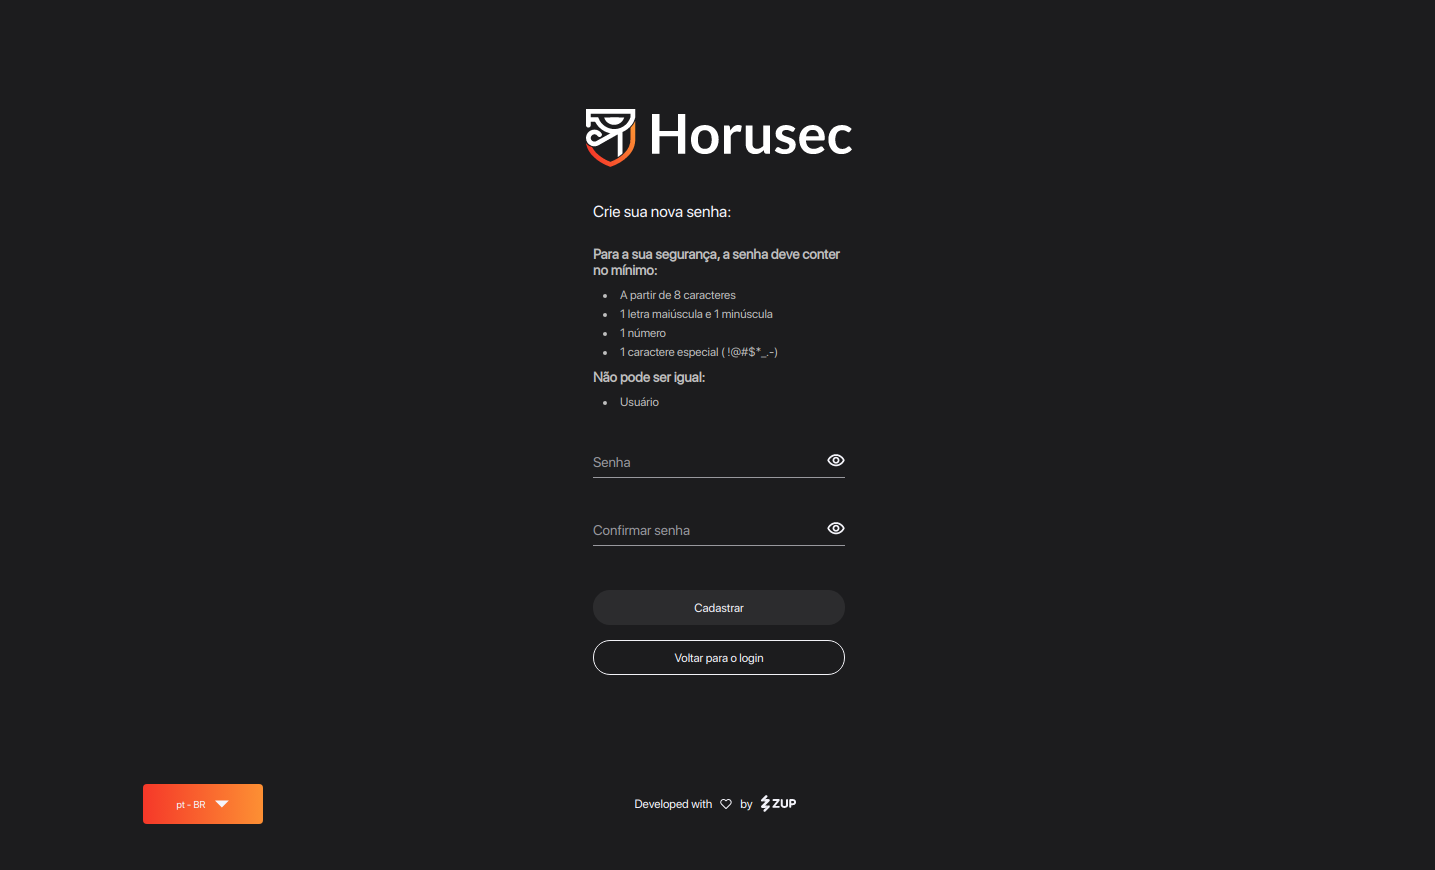 Horusec
Crie sua nova senha:
Para a sua segurança, a senha deve conter
no mínimo:
A partir de 8 caracteres
1 letra maiúscula e 1 minúscula
1 número
1 caractere especial ( !@#$*_.-)
Não pode ser igual:
Usuário
Senha
Confirmar senha
Cadastrar
Voltar para o login
pt - BR
Developed with by ZUP